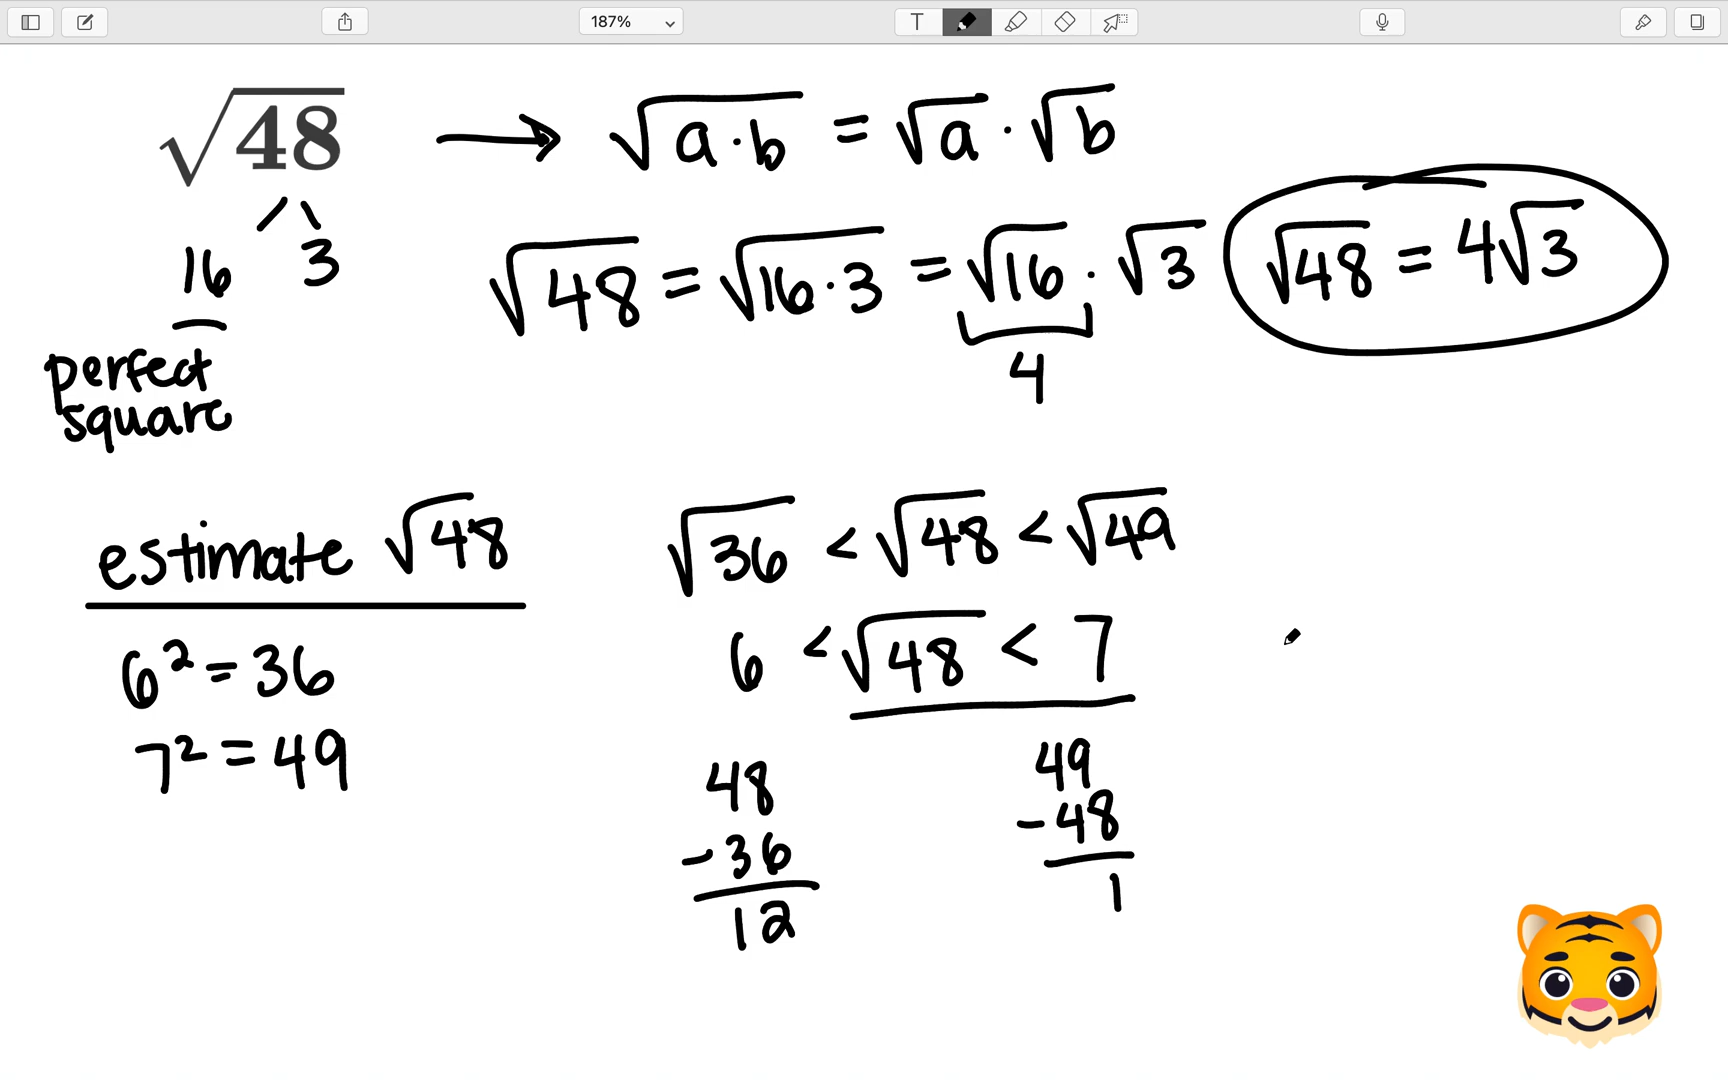 187%
√48 → √a·b = √a · √b
16 3
perfect
square
√48 = √16·3 = √16 · √3
4
√48 = 4√3
estimate √48
6² = 36
7² = 49
√36 < √48 < √49
6 < √48 < 7
48
-36
12
49
-48
1